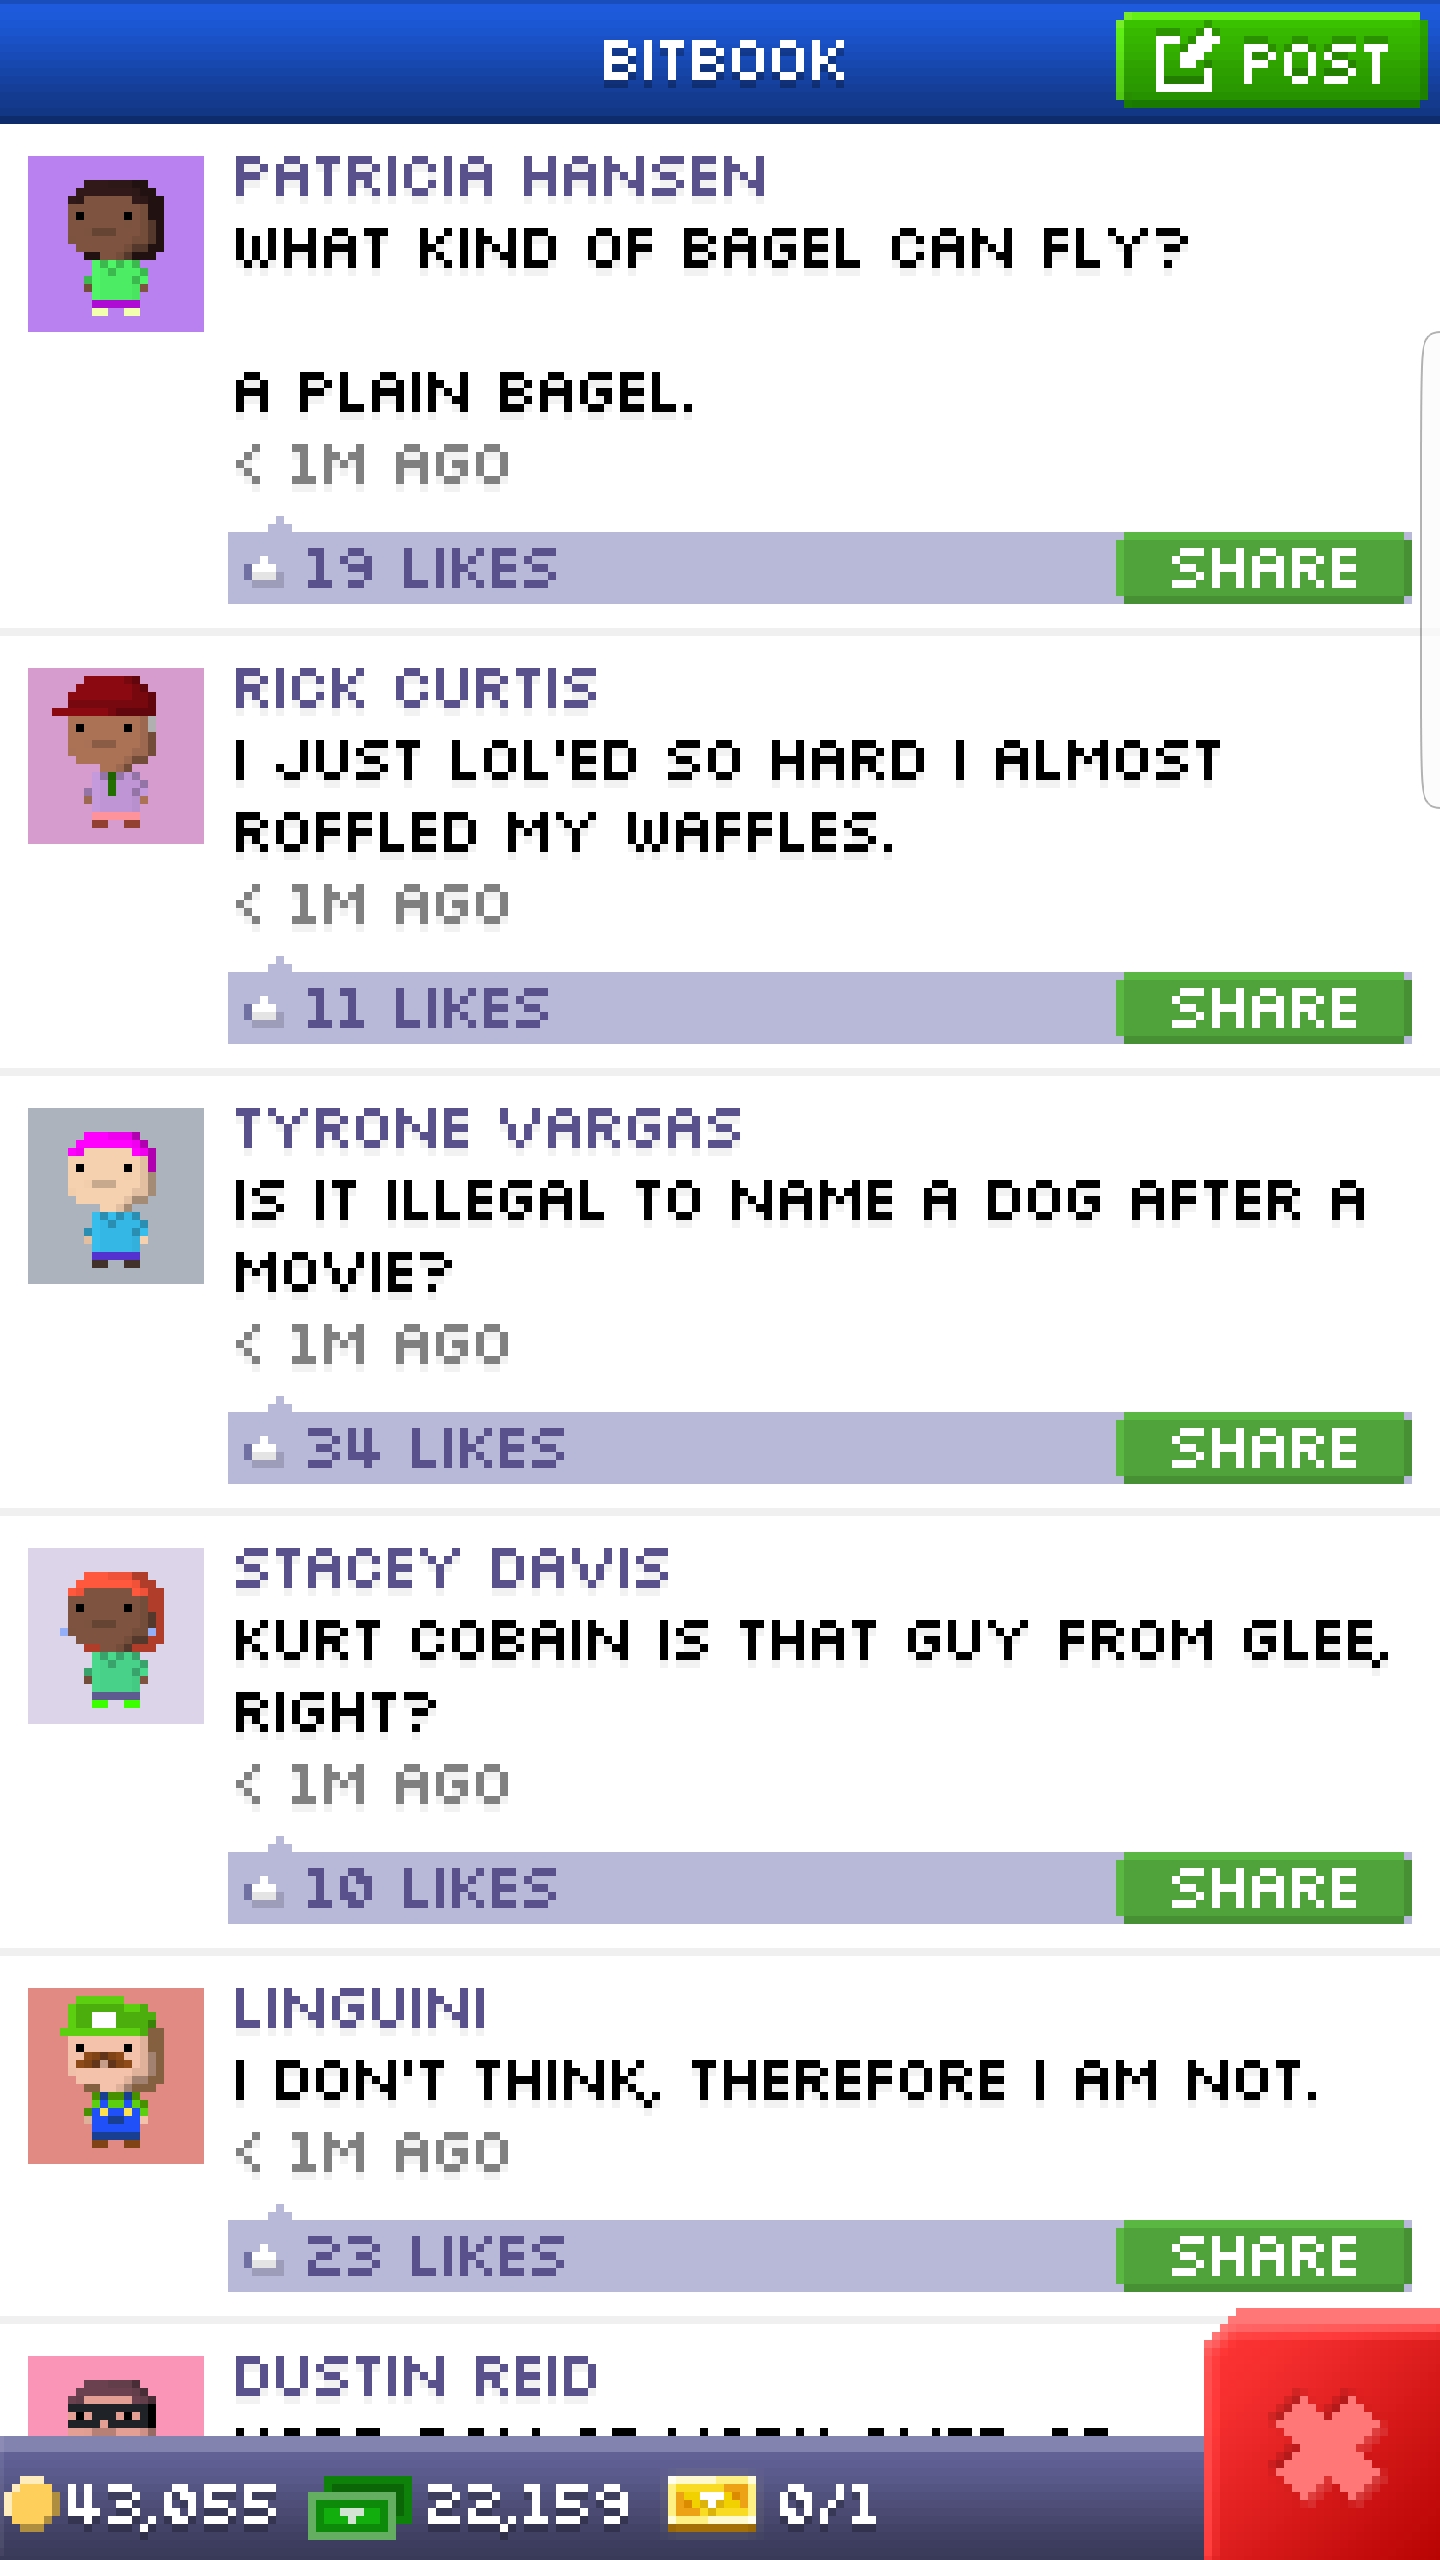 BITBOOK
POST
PATRICIA HANSEN
WHAT KIND OF BAGEL CAN FLY?
A PLAIN BAGEL.
< 1M AGO
19 LIKES
SHARE
RICK CURTIS
I JUST LOL'ED SO HARD I ALMOST
ROFFLED MY WAFFLES.
< 1M AGO
11 LIKES
SHARE
TYRONE VARGAS
IS IT ILLEGAL TO NAME A DOG AFTER A
MOVIE?
< 1M AGO
34 LIKES
SHARE
STACEY DAVIS
KURT COBAIN IS THAT GUY FROM GLEE,
RIGHT?
< 1M AGO
10 LIKES
SHARE
LINGUINI
I DON'T THINK, THEREFORE I AM NOT.
< 1M AGO
23 LIKES
SHARE
DUSTIN REID
43,055 22,159 0/1